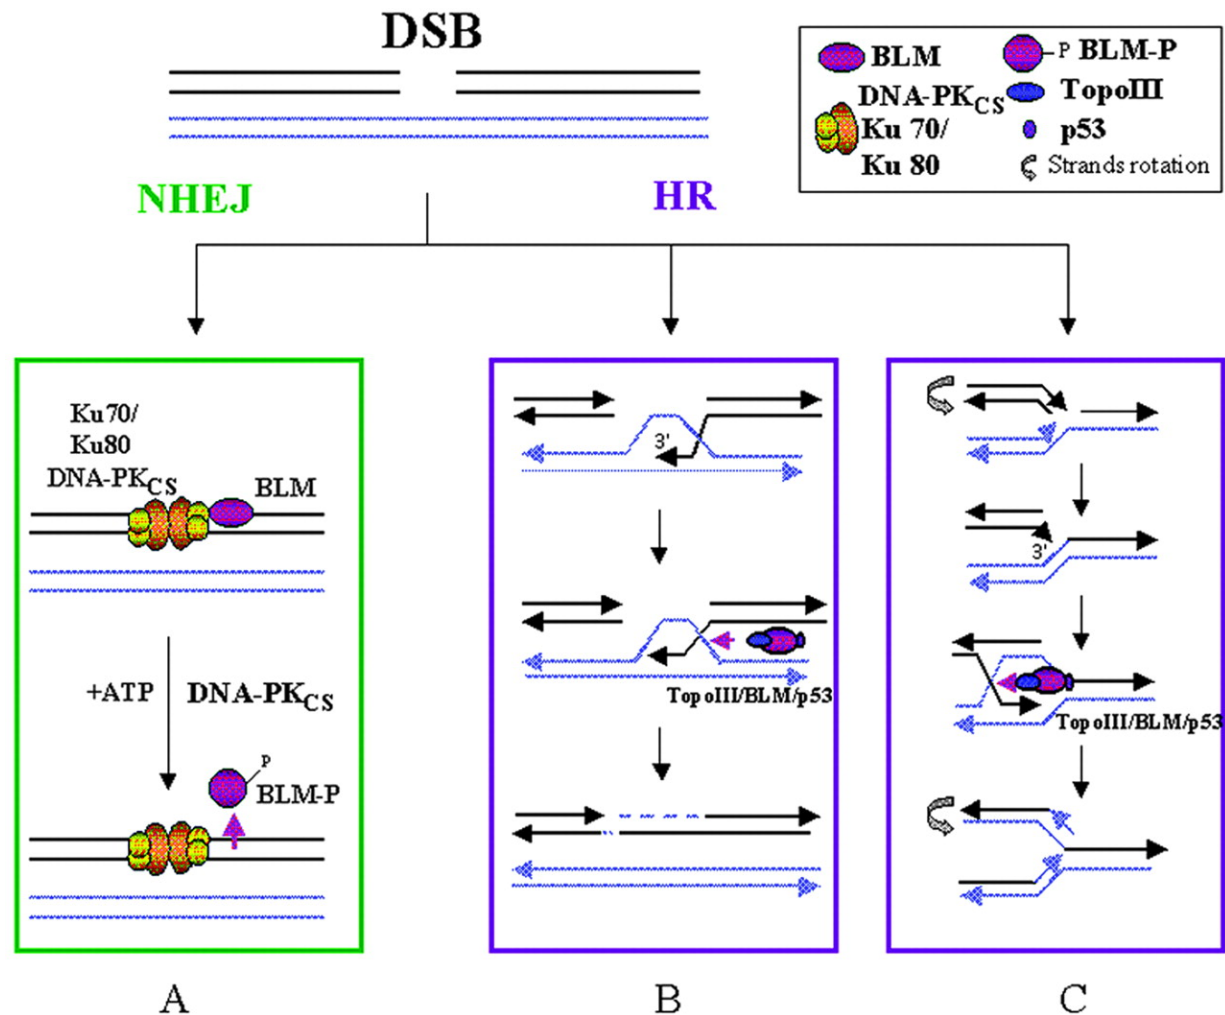 DSB
BLM
P BLM-P
DNA-PKCS
Ku 70/
Ku 80
TopoIII
p53
Strands rotation
NHEJ
HR
Ku70/
Ku80
DNA-PKCS
BLM
+ATP
DNA-PKCS
P
BLM-P
3'
TopoIII/BLM/p53
3'
TopoIII/BLM/p53
A
B
C